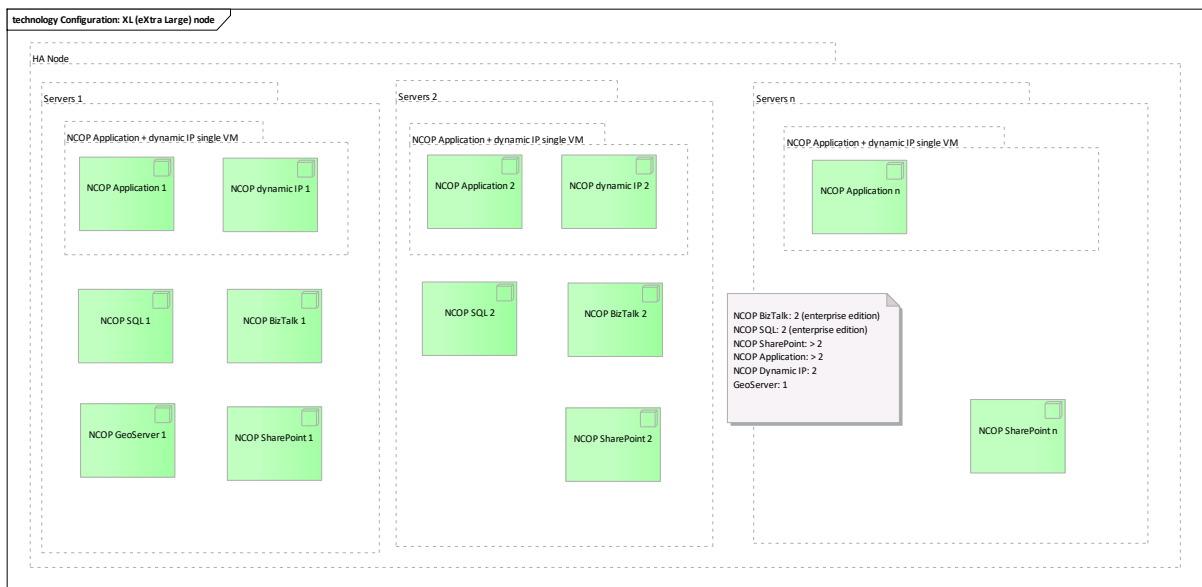 technology Configuration: XL (eXtra Large) node
HA Node
Servers 1
NCOP Application + dynamic IP single VM
NCOP Application 1
NCOP dynamic IP 1
NCOP SQL 1
NCOP BizTalk 1
NCOP GeoServer 1
NCOP SharePoint 1
Servers 2
NCOP Application + dynamic IP single VM
NCOP Application 2
NCOP dynamic IP 2
NCOP SQL 2
NCOP BizTalk 2
NCOP SharePoint 2
Servers n
NCOP Application + dynamic IP single VM
NCOP Application n
NCOP BizTalk: 2 (enterprise edition)
NCOP SQL: 2 (enterprise edition)
NCOP SharePoint: > 2
NCOP Application: > 2
NCOP Dynamic IP: 2
GeoServer: 1
NCOP SharePoint n